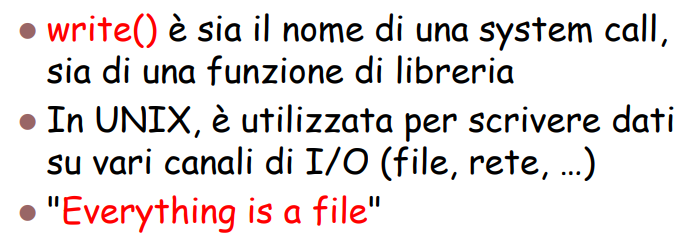 write() è sia il nome di una system call,
sia di una funzione di libreria
In UNIX, è utilizzata per scrivere dati
su vari canali di I/O (file, rete, …)
"Everything is a file"